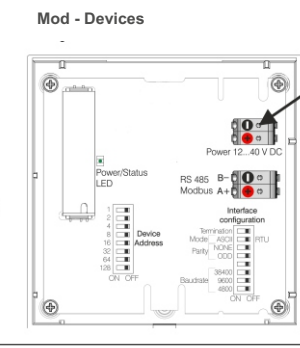 Mod - Devices
Power 12...40 V DC
Power/Status
LED
RS 485 B-
Modbus A+
Interface
configuration
1
2
4
8
16
32
64
128
Device
Address
ON OFF
Termination
Mode ASCII RTU
Parity NONE
ODD
Baudrate 38400
9600
4800
ON OFF